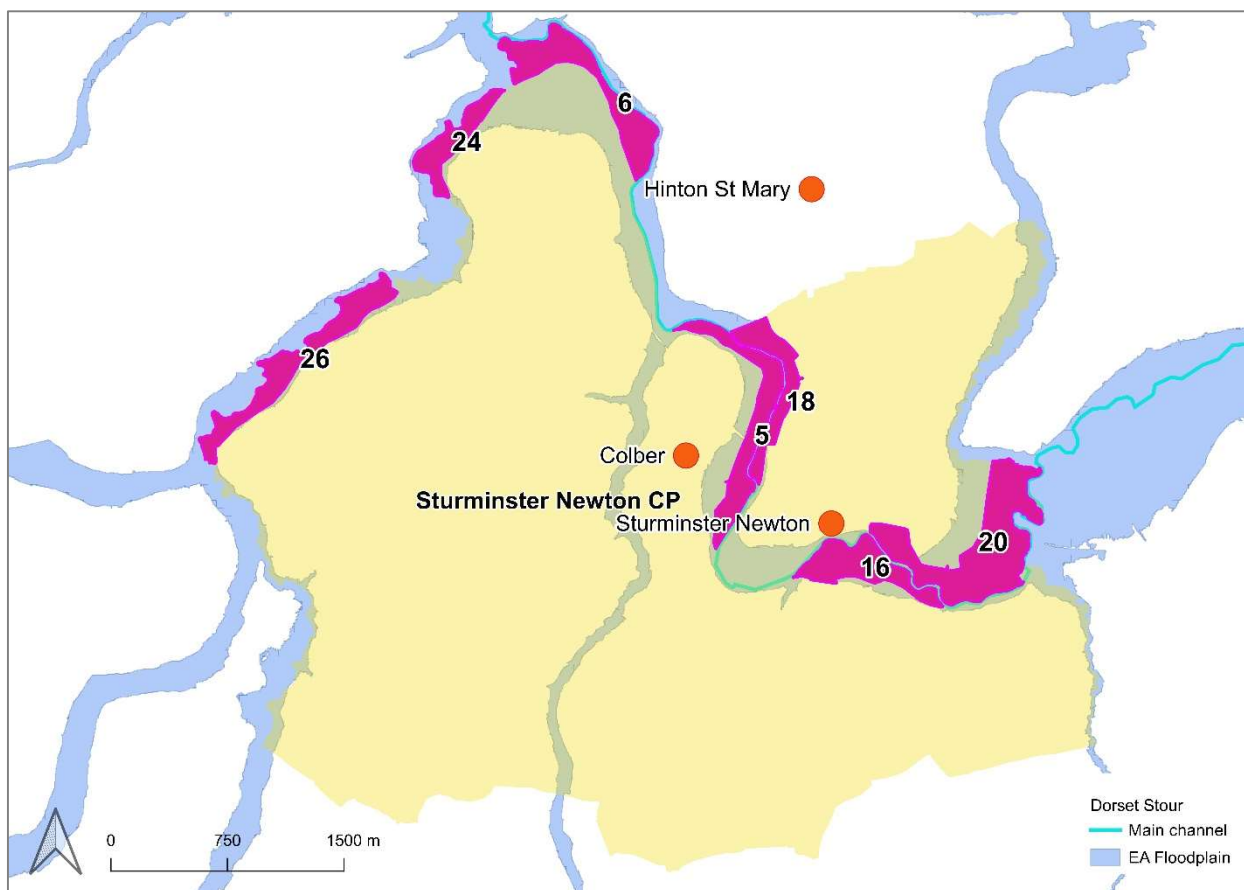 6
24
Hinton St Mary
26
18
5
Colber
Sturminster Newton CP
Sturminster Newton
20
16
Dorset Stour
Main channel
EA Floodplain
0 750 1500 m